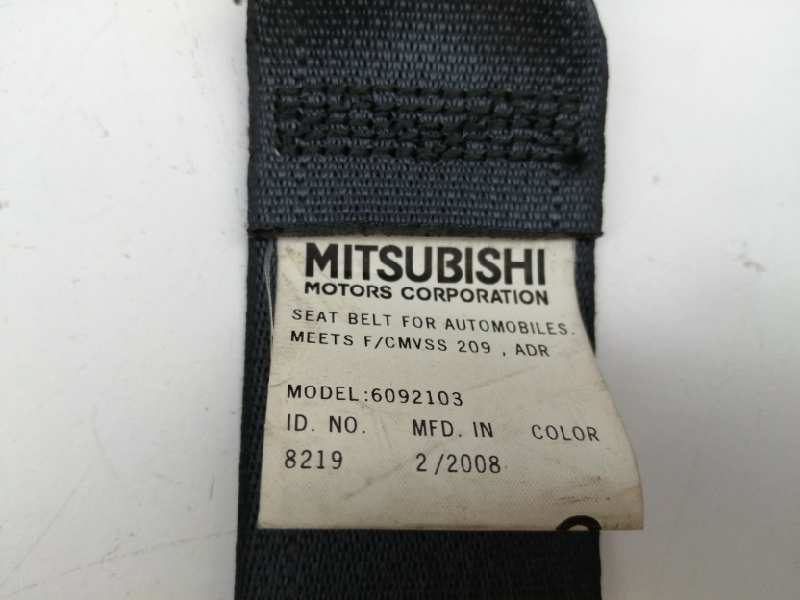 MITSUBISHI
MOTORS CORPORATION
SEAT BELT FOR AUTOMOBILES.
MEETS F/CMVSS 209 , ADR
MODEL:6092103
ID. NO. MFD. IN COLOR
8219 2/2008